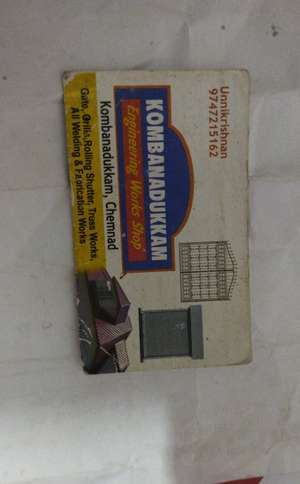 Unnikrishnan
9747215162
KOMBANADUKKAM
Engineering Works Shop
Kombanadukkam, Chemnad
Gate, Grills,Rolling Shutter, Truss Works,
All Welding & Fabrication Works